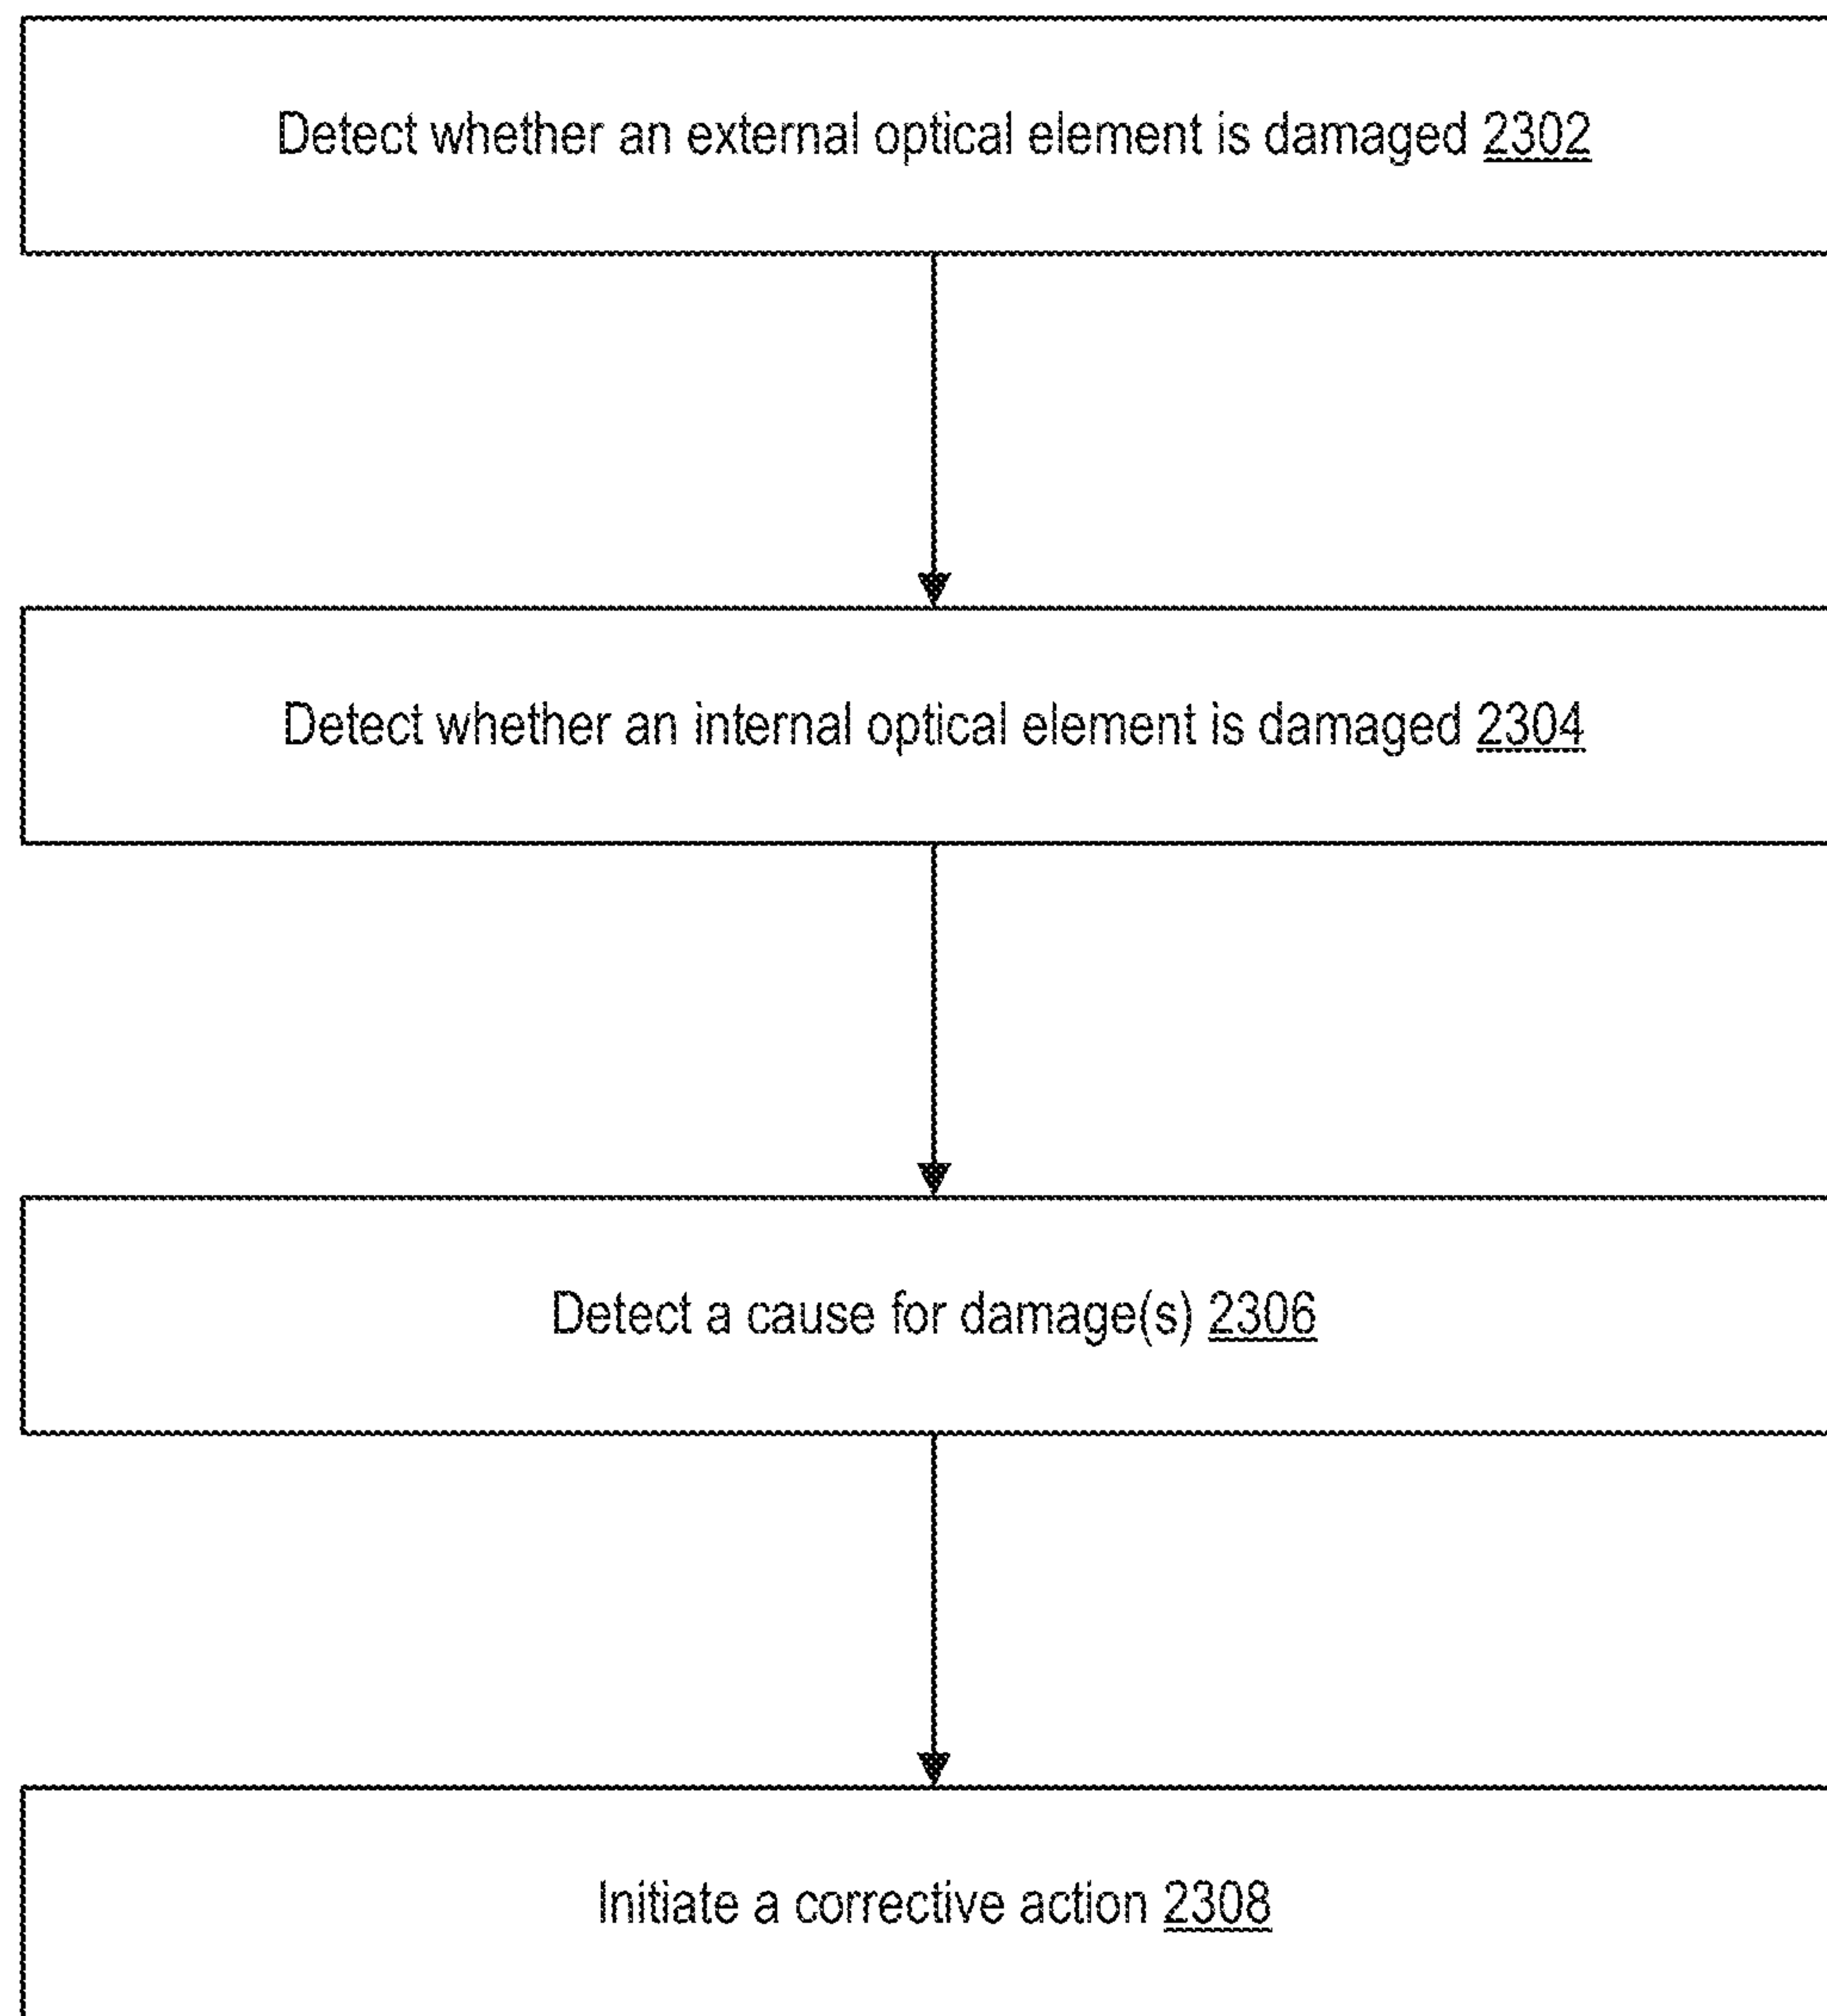 Detect whether an external optical element is damaged 2302
Detect whether an internal optical element is damaged 2304
Detect a cause for damage(s) 2306
Initiate a corrective action 2308